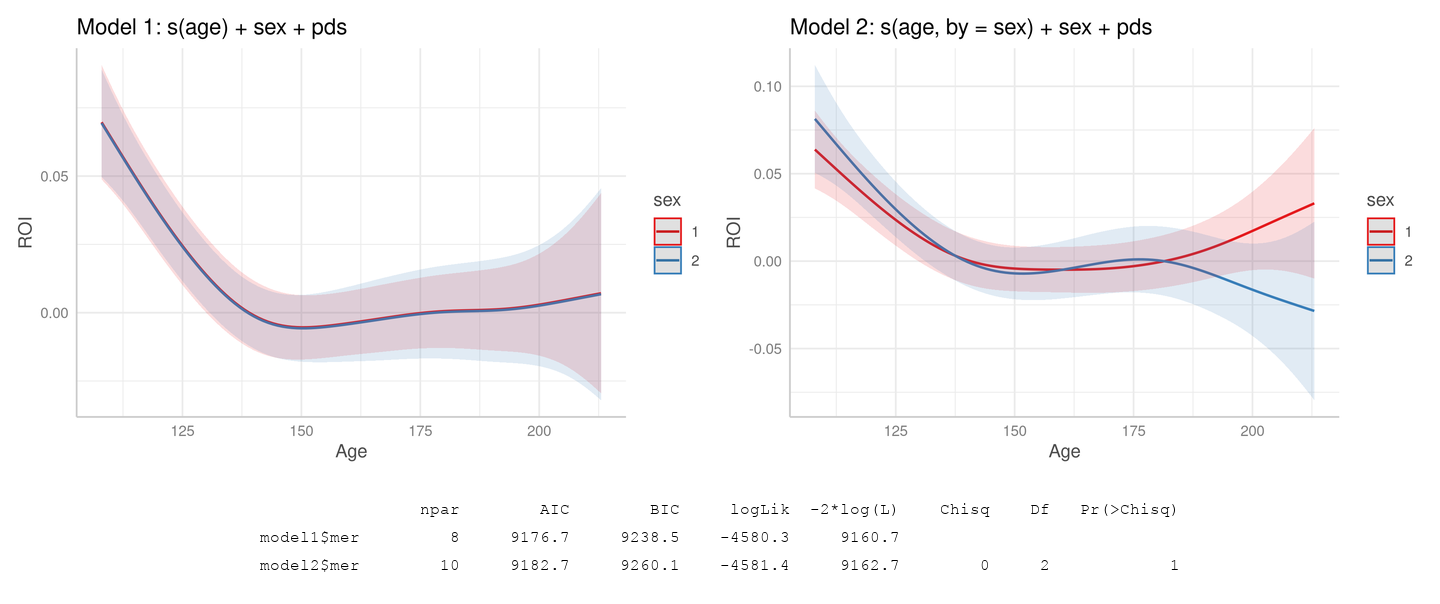 Model 1: s(age) + sex + pds
0.05
0.00
ROI
125 150 175 200
Age
sex
1
2
Model 2: s(age, by = sex) + sex + pds
0.10
0.05
0.00
-0.05
ROI
125 150 175 200
Age
sex
1
2
npar AIC BIC logLik -2*log(L) Chisq Df Pr(>Chisq)
model1$mer 8 9176.7 9238.5 -4580.3 9160.7
model2$mer 10 9182.7 9260.1 -4581.4 9162.7 0 2 1